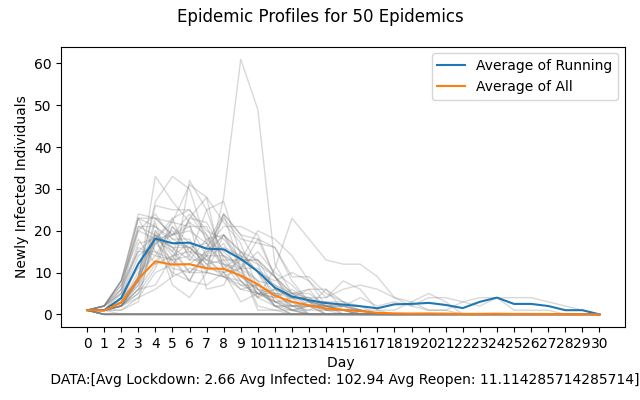 Epidemic Profiles for 50 Epidemics
Average of Running
Average of All
60
50
40
30
20
10
0
Newly Infected Individuals
0 1 2 3 4 5 6 7 8 9 10 11 12 13 14 15 16 17 18 19 20 21 22 23 24 25 26 27 28 29 30
Day
DATA:[Avg Lockdown: 2.66 Avg Infected: 102.94 Avg Reopen: 11.114285714285714]